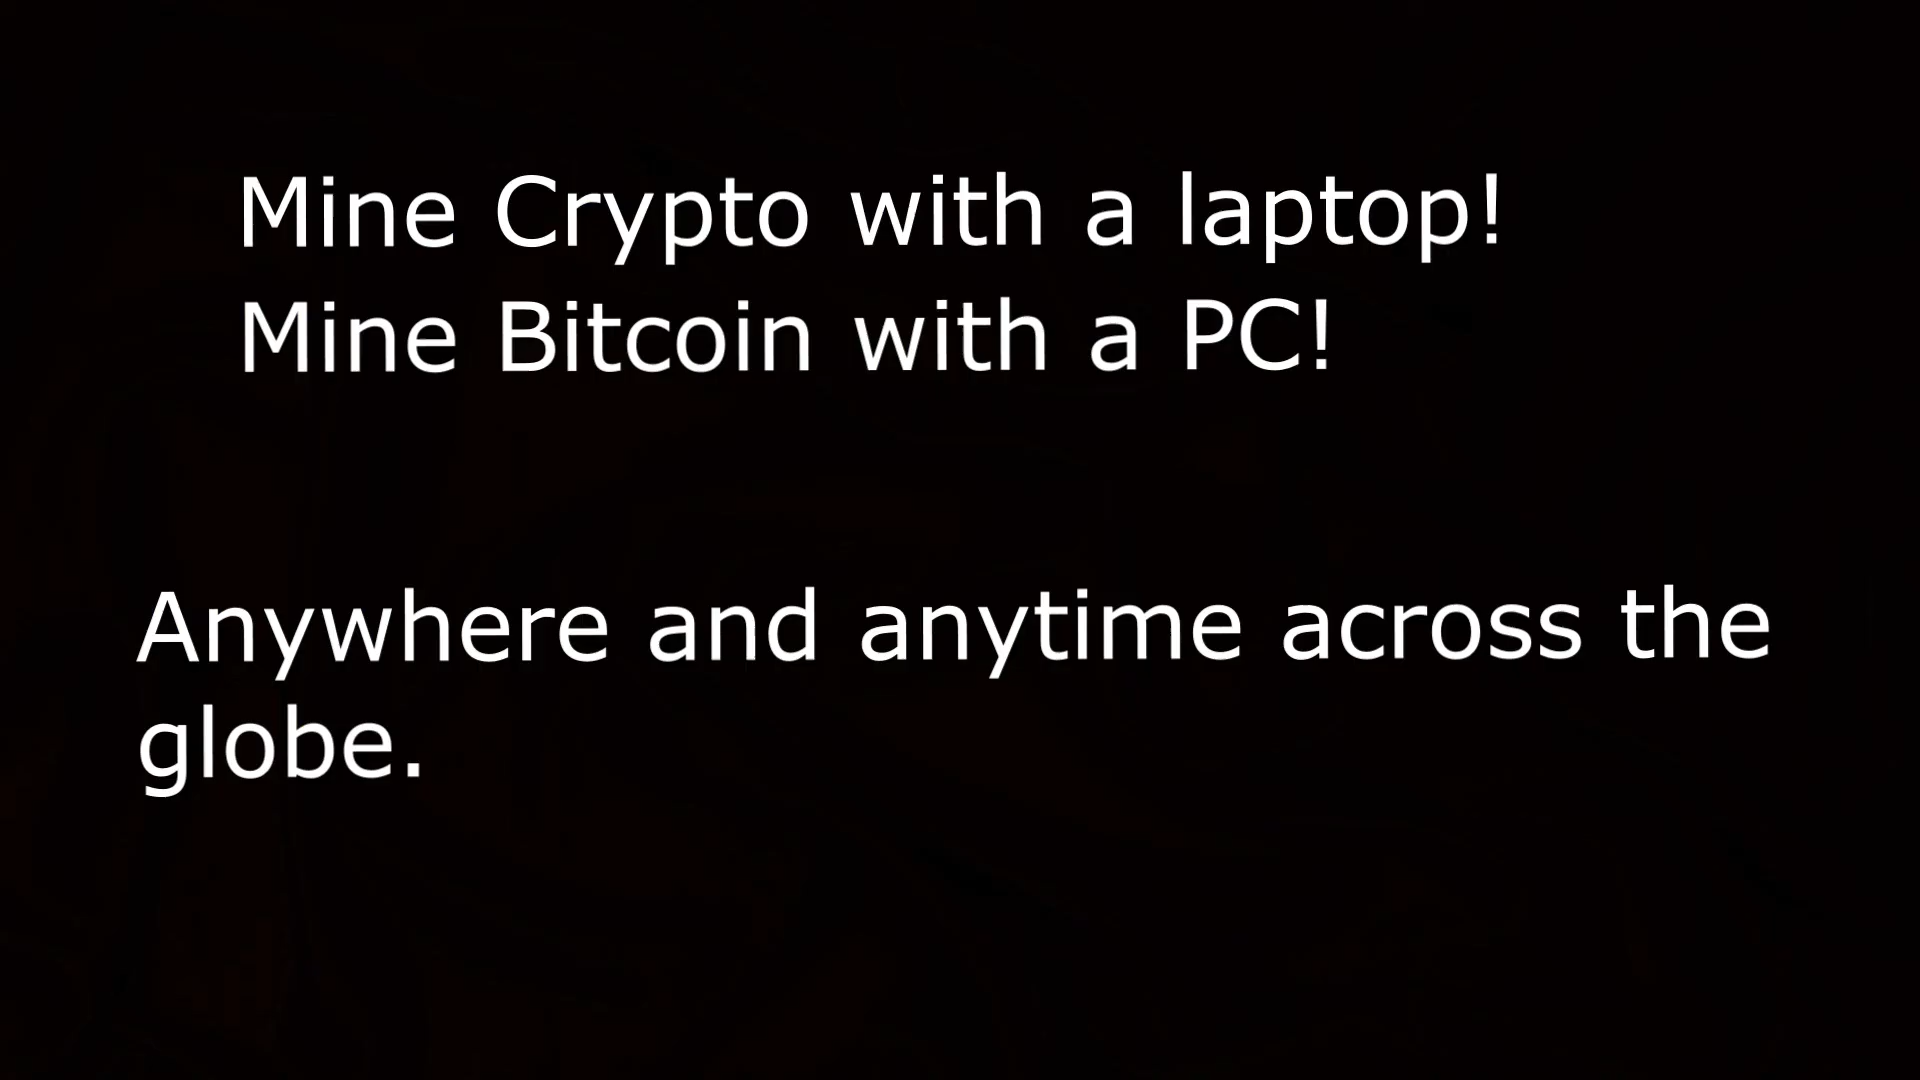 Mine Crypto with a laptop!
Mine Bitcoin with a PC!
Anywhere and anytime across the
globe.